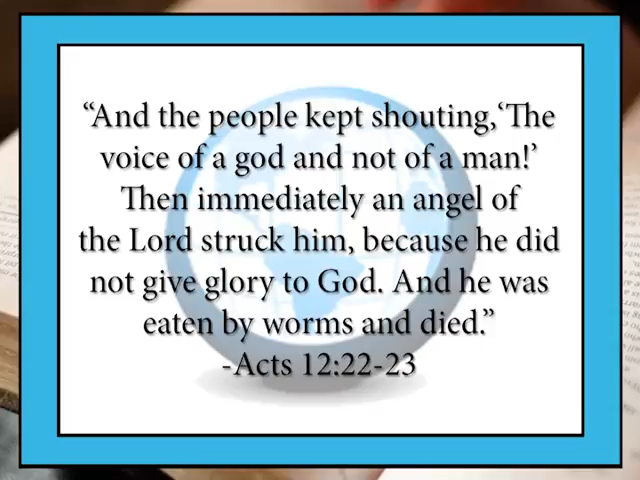 “And the people kept shouting,‘The
voice of a god and not of a man!’
Then immediately an angel of
the Lord struck him, because he did
not give glory to God. And he was
eaten by worms and died.”
-Acts 12:22-23